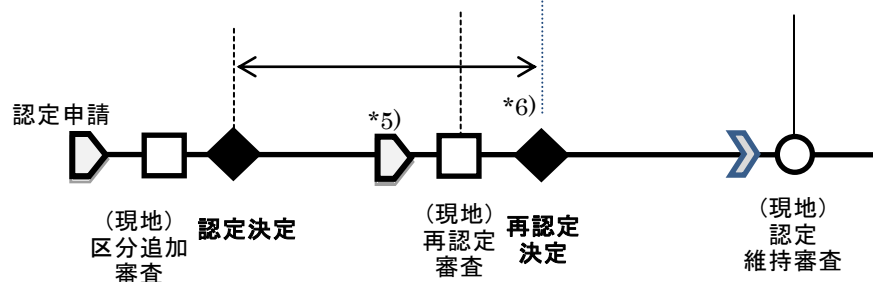 認定申請
*5)
*6)
（現地）
区分追加
審査
認定決定
（現地）
再認定
審査
再認定
決定
（現地）
認定
維持審査